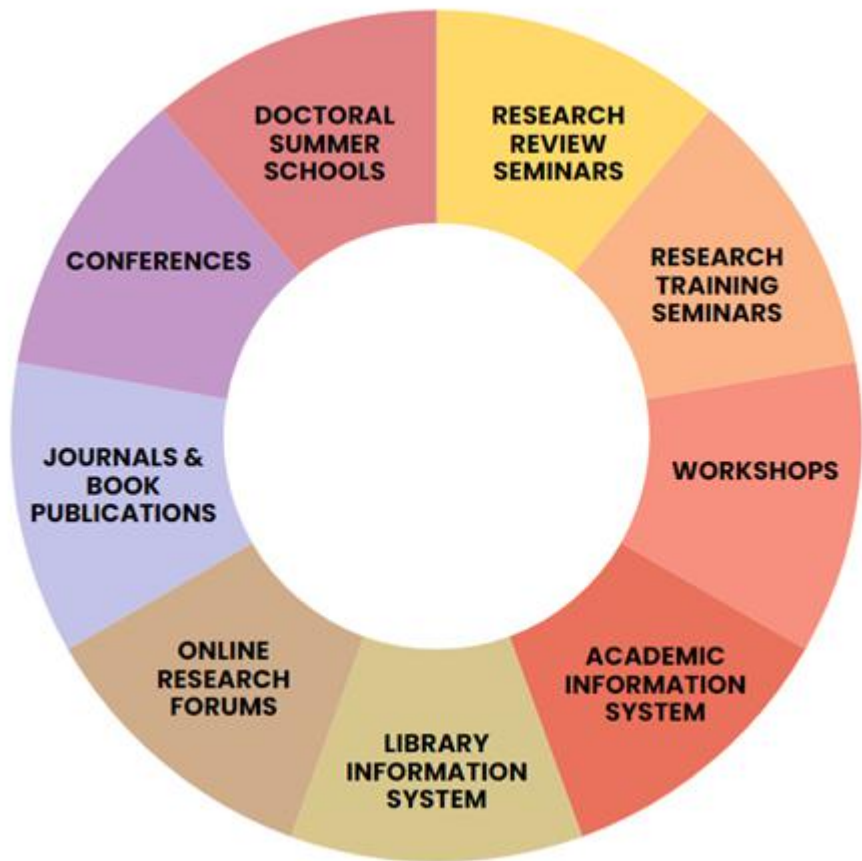 RESEARCH
REVIEW
SEMINARS
RESEARCH
TRAINING
SEMINARS
WORKSHOPS
ACADEMIC
INFORMATION
SYSTEM
LIBRARY
INFORMATION
SYSTEM
ONLINE
RESEARCH
FORUMS
JOURNALS &
BOOK
PUBLICATIONS
CONFERENCES
DOCTORAL
SUMMER
SCHOOLS